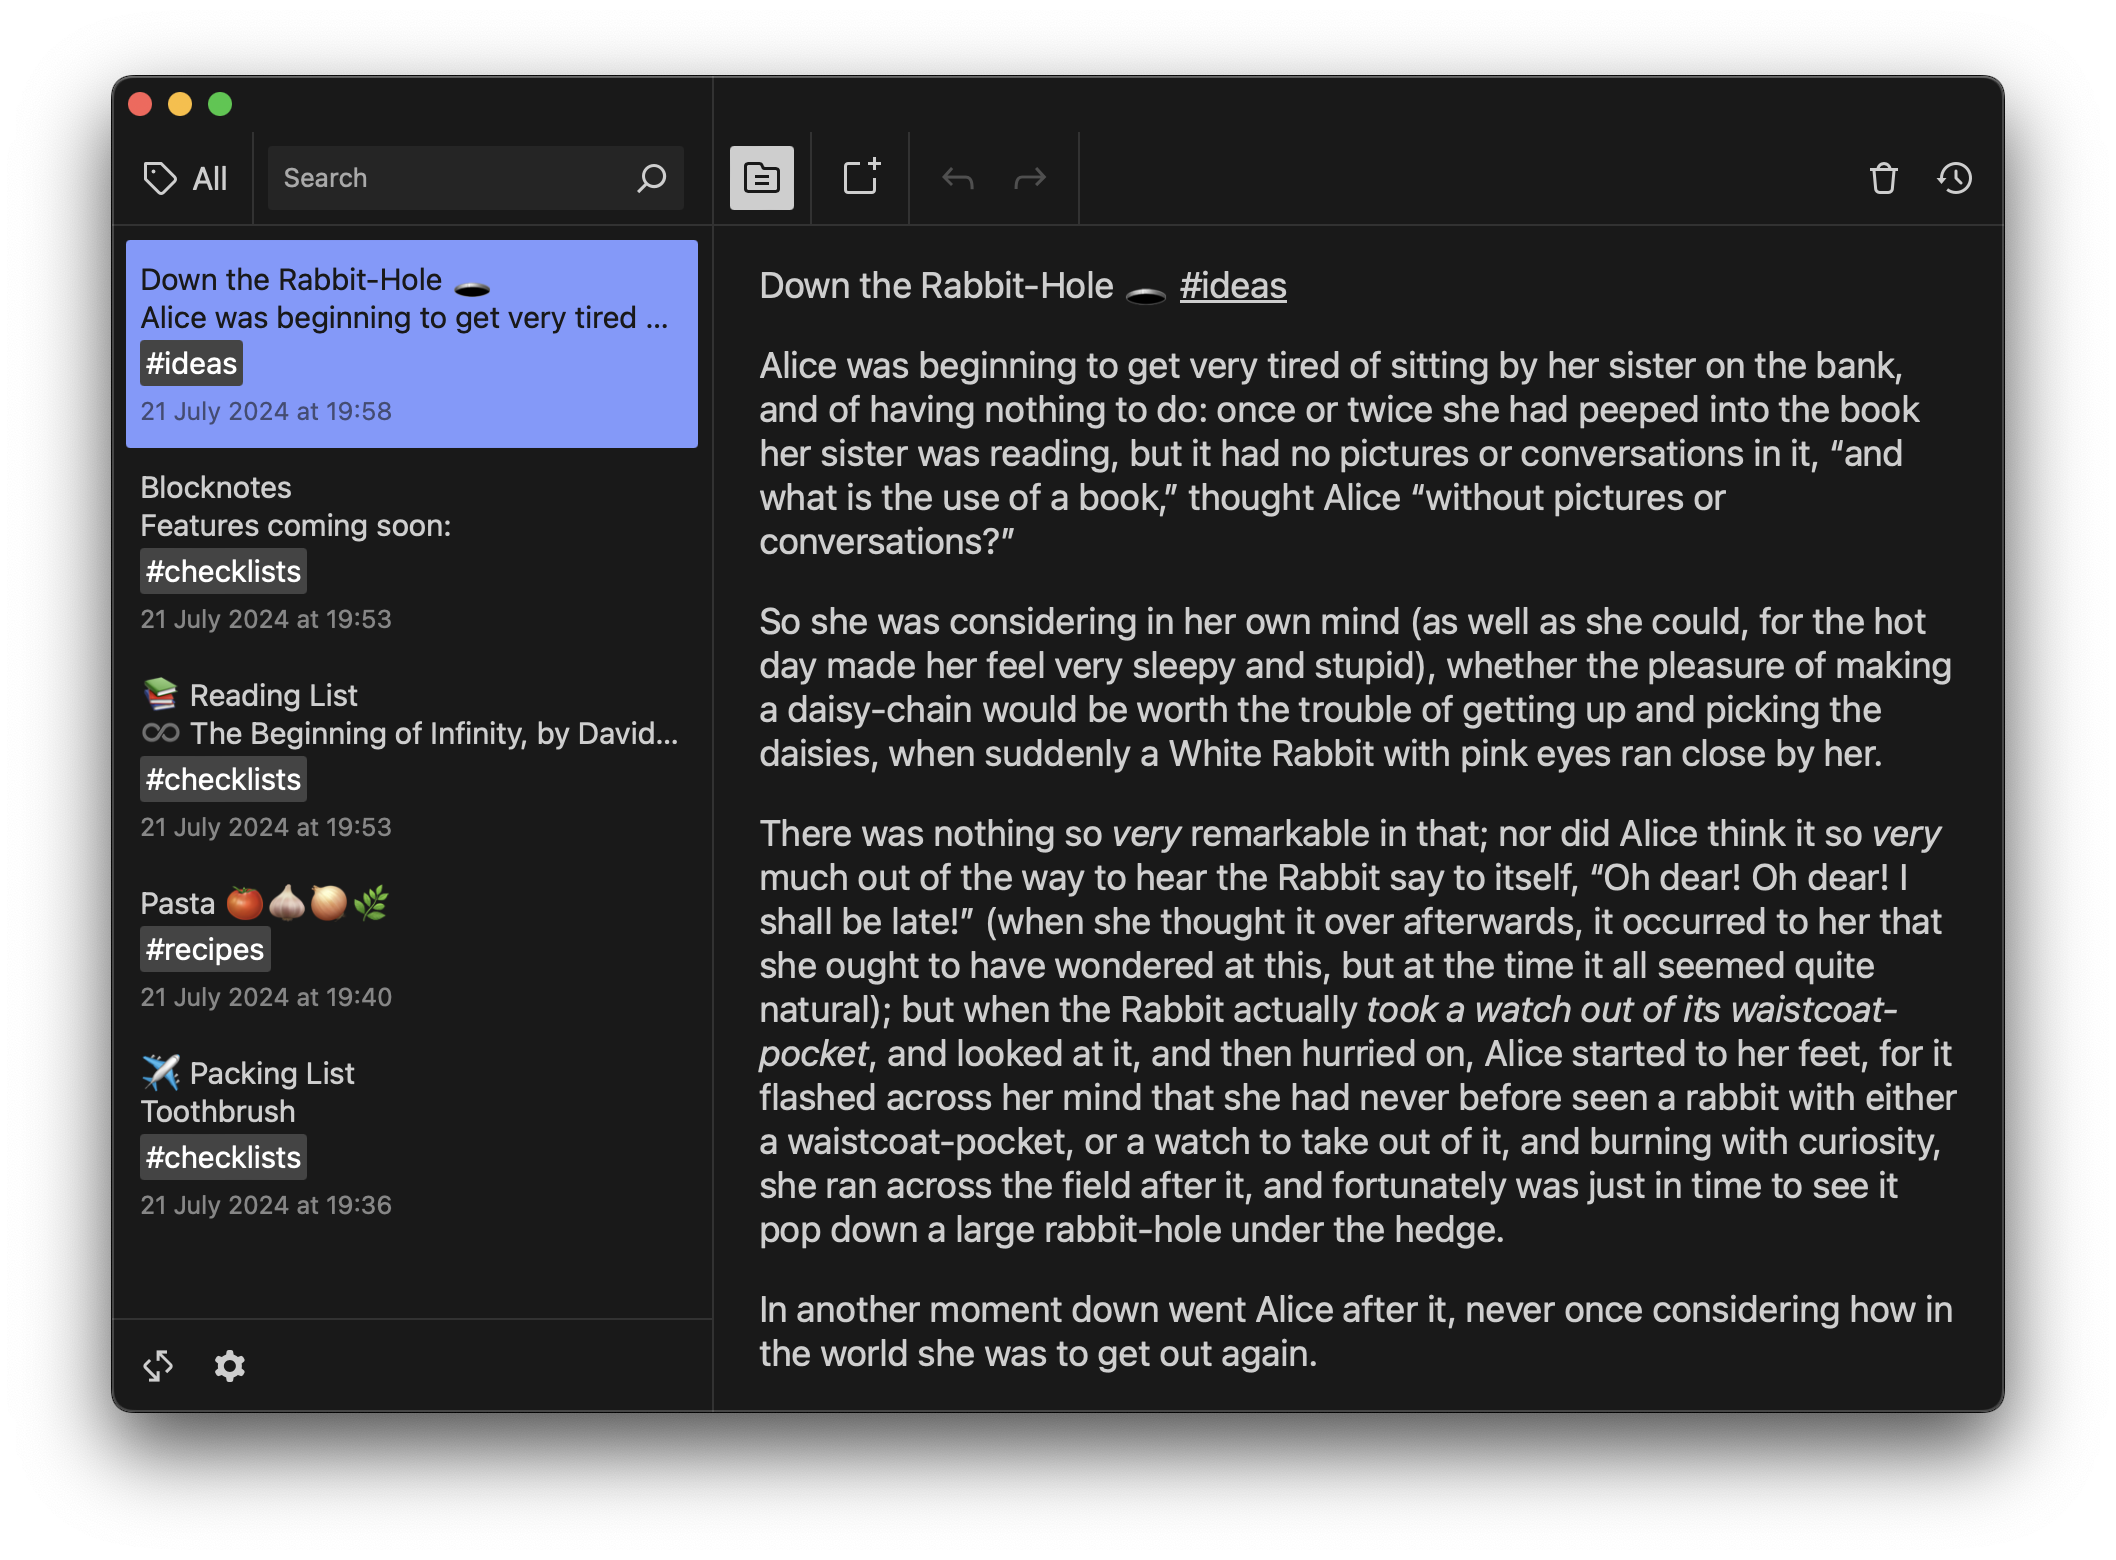 All
Search
Down the Rabbit-Hole 🕳️
Alice was beginning to get very tired ...
#ideas
21 July 2024 at 19:58
Blocknotes
Features coming soon:
#checklists
21 July 2024 at 19:53
📚 Reading List
♾️ The Beginning of Infinity, by David...
#checklists
21 July 2024 at 19:53
Pasta 🍅🧄🧅🌿
#recipes
21 July 2024 at 19:40
✈️ Packing List
Toothbrush
#checklists
21 July 2024 at 19:36
Down the Rabbit-Hole 🕳️ #ideas
Alice was beginning to get very tired of sitting by her sister on the bank,
and of having nothing to do: once or twice she had peeped into the book
her sister was reading, but it had no pictures or conversations in it, “and
what is the use of a book,” thought Alice “without pictures or
conversations?”
So she was considering in her own mind (as well as she could, for the hot
day made her feel very sleepy and stupid), whether the pleasure of making
a daisy-chain would be worth the trouble of getting up and picking the
daisies, when suddenly a White Rabbit with pink eyes ran close by her.
There was nothing so very remarkable in that; nor did Alice think it so very
much out of the way to hear the Rabbit say to itself, “Oh dear! Oh dear! I
shall be late!” (when she thought it over afterwards, it occurred to her that
she ought to have wondered at this, but at the time it all seemed quite
natural); but when the Rabbit actually took a watch out of its waistcoat-
pocket, and looked at it, and then hurried on, Alice started to her feet, for it
flashed across her mind that she had never before seen a rabbit with either
a waistcoat-pocket, or a watch to take out of it, and burning with curiosity,
she ran across the field after it, and fortunately was just in time to see it
pop down a large rabbit-hole under the hedge.
In another moment down went Alice after it, never once considering how in
the world she was to get out again.